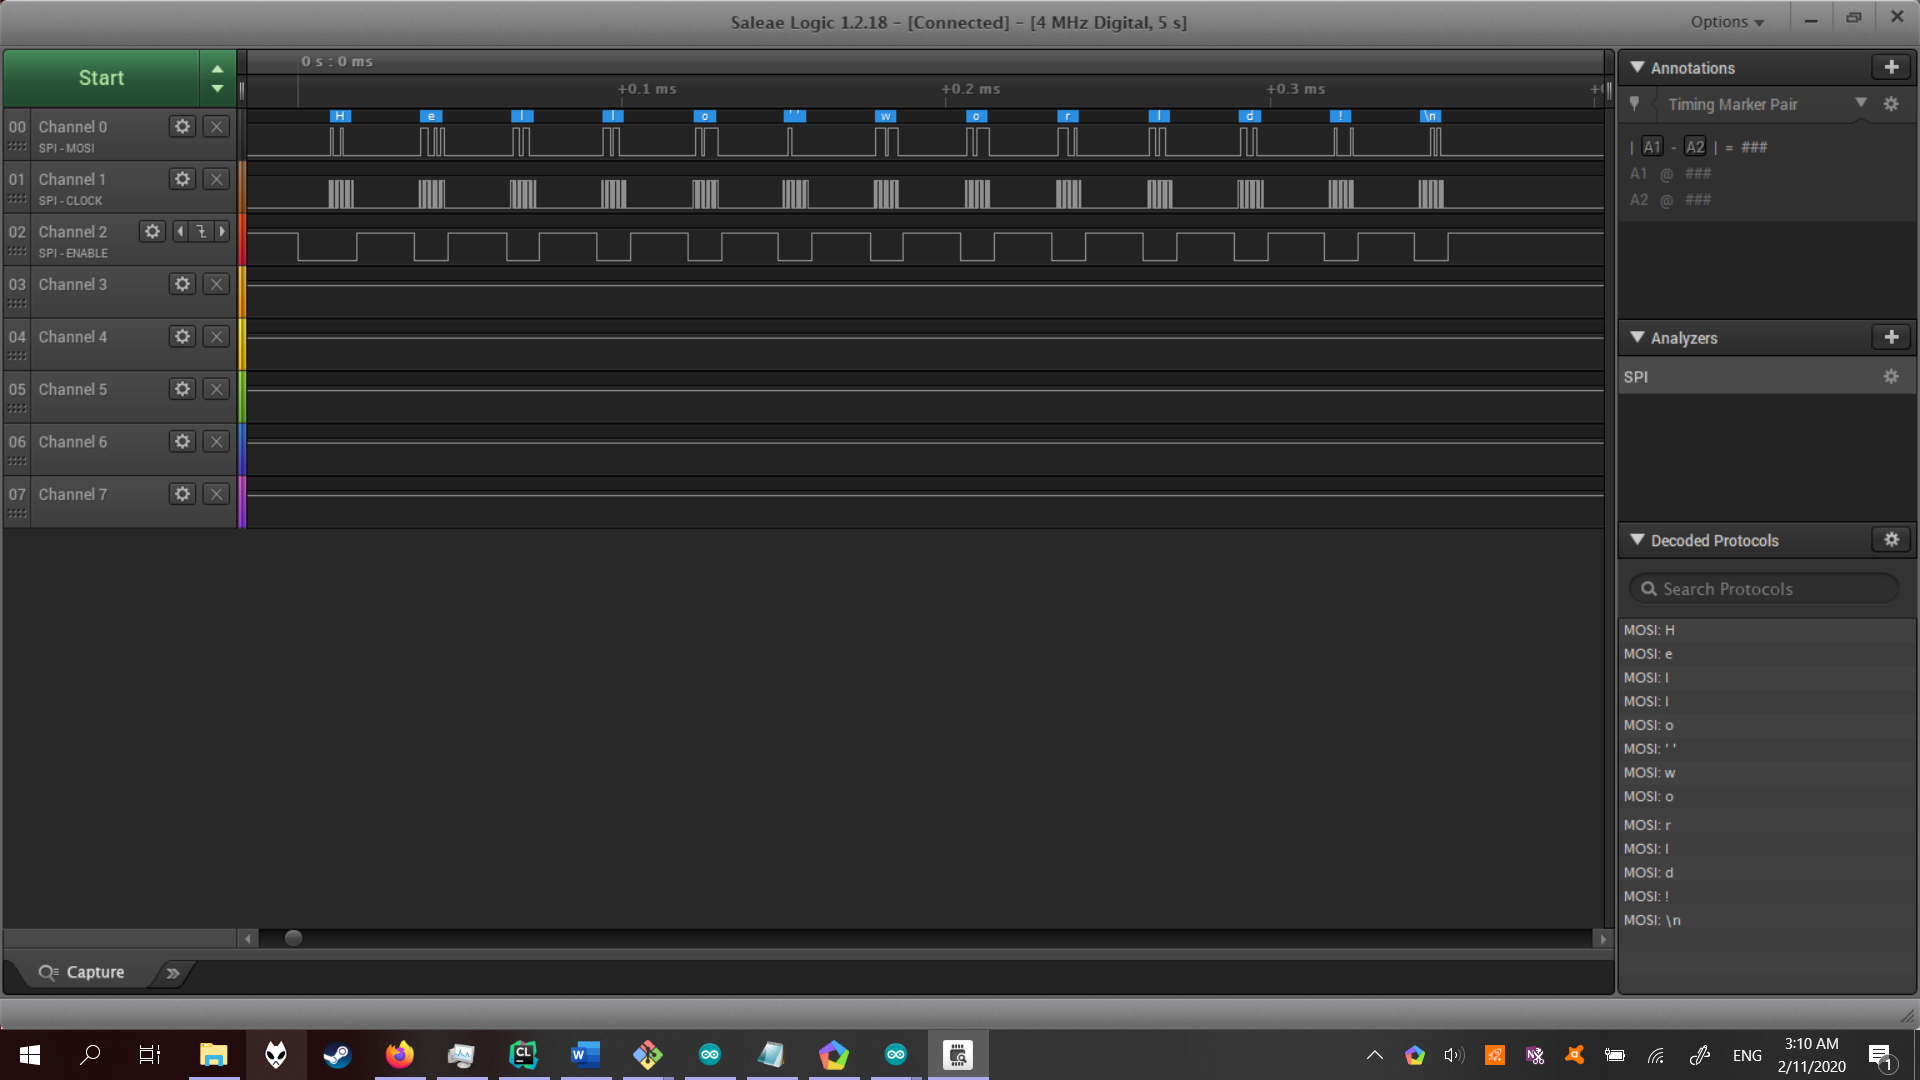 Saleae Logic 1.2.18 - [Connected] - [4 MHz Digital, 5 s]
Options
Start
0 s : 0 ms
+0.1 ms +0.2 ms +0.3 ms
H e l l o ' ' w o r l d ! \n
00 Channel 0
SPI - MOSI
01 Channel 1
SPI - CLOCK
02 Channel 2
SPI - ENABLE
03 Channel 3
04 Channel 4
05 Channel 5
06 Channel 6
07 Channel 7
Capture
Annotations
Timing Marker Pair
| A1 - A2 | = ###
A1 @ ###
A2 @ ###
Analyzers
SPI
Decoded Protocols
Search Protocols
MOSI: H
MOSI: e
MOSI: l
MOSI: l
MOSI: o
MOSI: ' '
MOSI: w
MOSI: o
MOSI: r
MOSI: l
MOSI: d
MOSI: !
MOSI: \n
CL
W
N
ENG
3:10 AM
2/11/2020
1